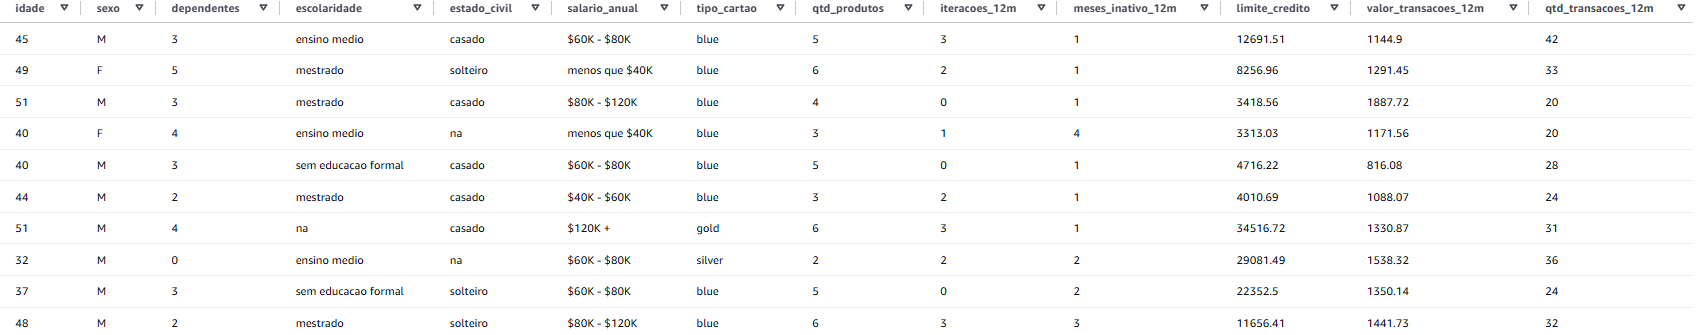 idade sexo dependentes escolaridade estado_civil salario_anual tipo_cartao qtd_produtos iteracoes_12m meses_inativo_12m limite_credito valor_transacoes_12m qtd_transacoes_12m
45 M 3 ensino medio casado $60K - $80K blue 5 3 1 12691.51 1144.9 42
49 F 5 mestrado solteiro menos que $40K blue 6 2 1 8256.96 1291.45 33
51 M 3 mestrado casado $80K - $120K blue 4 0 1 3418.56 1887.72 20
40 F 4 ensino medio na menos que $40K blue 3 1 4 3313.03 1171.56 20
40 M 3 sem educacao formal casado $60K - $80K blue 5 0 1 4716.22 816.08 28
44 M 2 mestrado casado $40K - $60K blue 3 2 1 4010.69 1088.07 24
51 M 4 na casado $120K + gold 6 3 1 34516.72 1330.87 31
32 M 0 ensino medio na $60K - $80K silver 2 2 2 29081.49 1538.32 36
37 M 3 sem educacao formal solteiro $60K - $80K blue 5 0 2 22352.5 1350.14 24
48 M 2 mestrado solteiro $80K - $120K blue 6 3 3 11656.41 1441.73 32